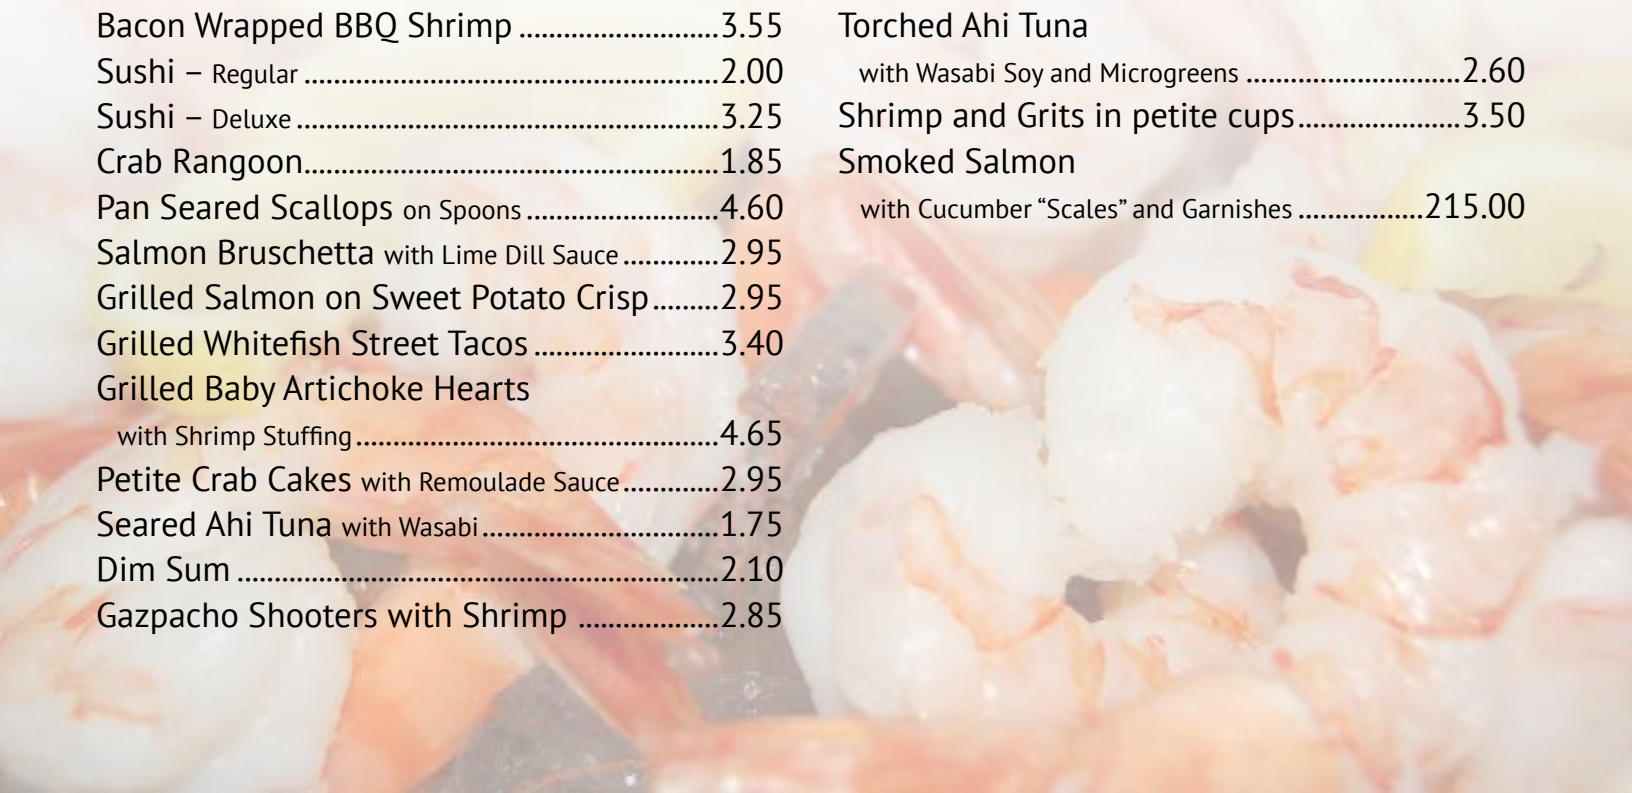 Bacon Wrapped BBQ Shrimp ...........................3.55
Sushi – Regular ........................................................2.00
Sushi – Deluxe .........................................................3.25
Crab Rangoon........................................................1.85
Pan Seared Scallops on Spoons ..........................4.60
Salmon Bruschetta with Lime Dill Sauce .............2.95
Grilled Salmon on Sweet Potato Crisp.........2.95
Grilled Whitefish Street Tacos .........................3.40
Grilled Baby Artichoke Hearts
with Shrimp Stuffing.................................................4.65
Petite Crab Cakes with Remoulade Sauce.............2.95
Seared Ahi Tuna with Wasabi................................1.75
Dim Sum .................................................................2.10
Gazpacho Shooters with Shrimp ...................2.85
Torched Ahi Tuna
with Wasabi Soy and Microgreens .............................2.60
Shrimp and Grits in petite cups......................3.50
Smoked Salmon
with Cucumber “Scales” and Garnishes .................215.00